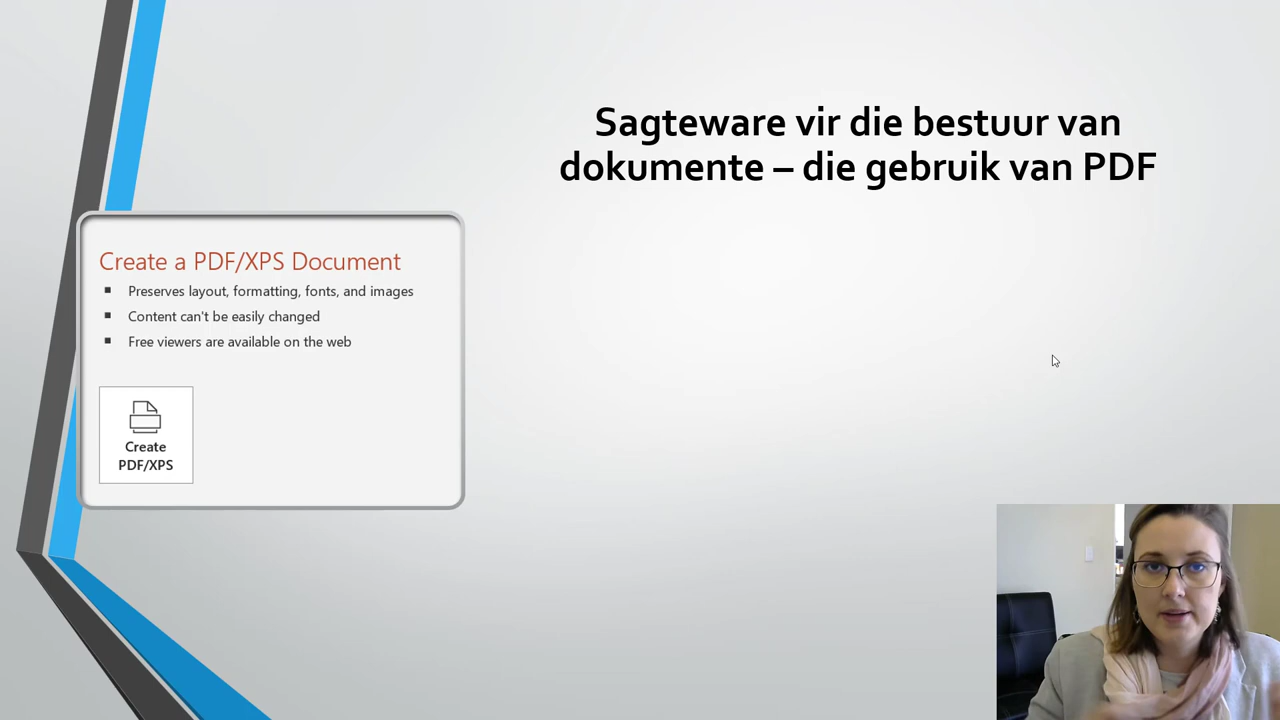 Sagteware vir die bestuur van
dokumente – die gebruik van PDF
Create a PDF/XPS Document
Preserves layout, formatting, fonts, and images
Content can't be easily changed
Free viewers are available on the web
Create
PDF/XPS